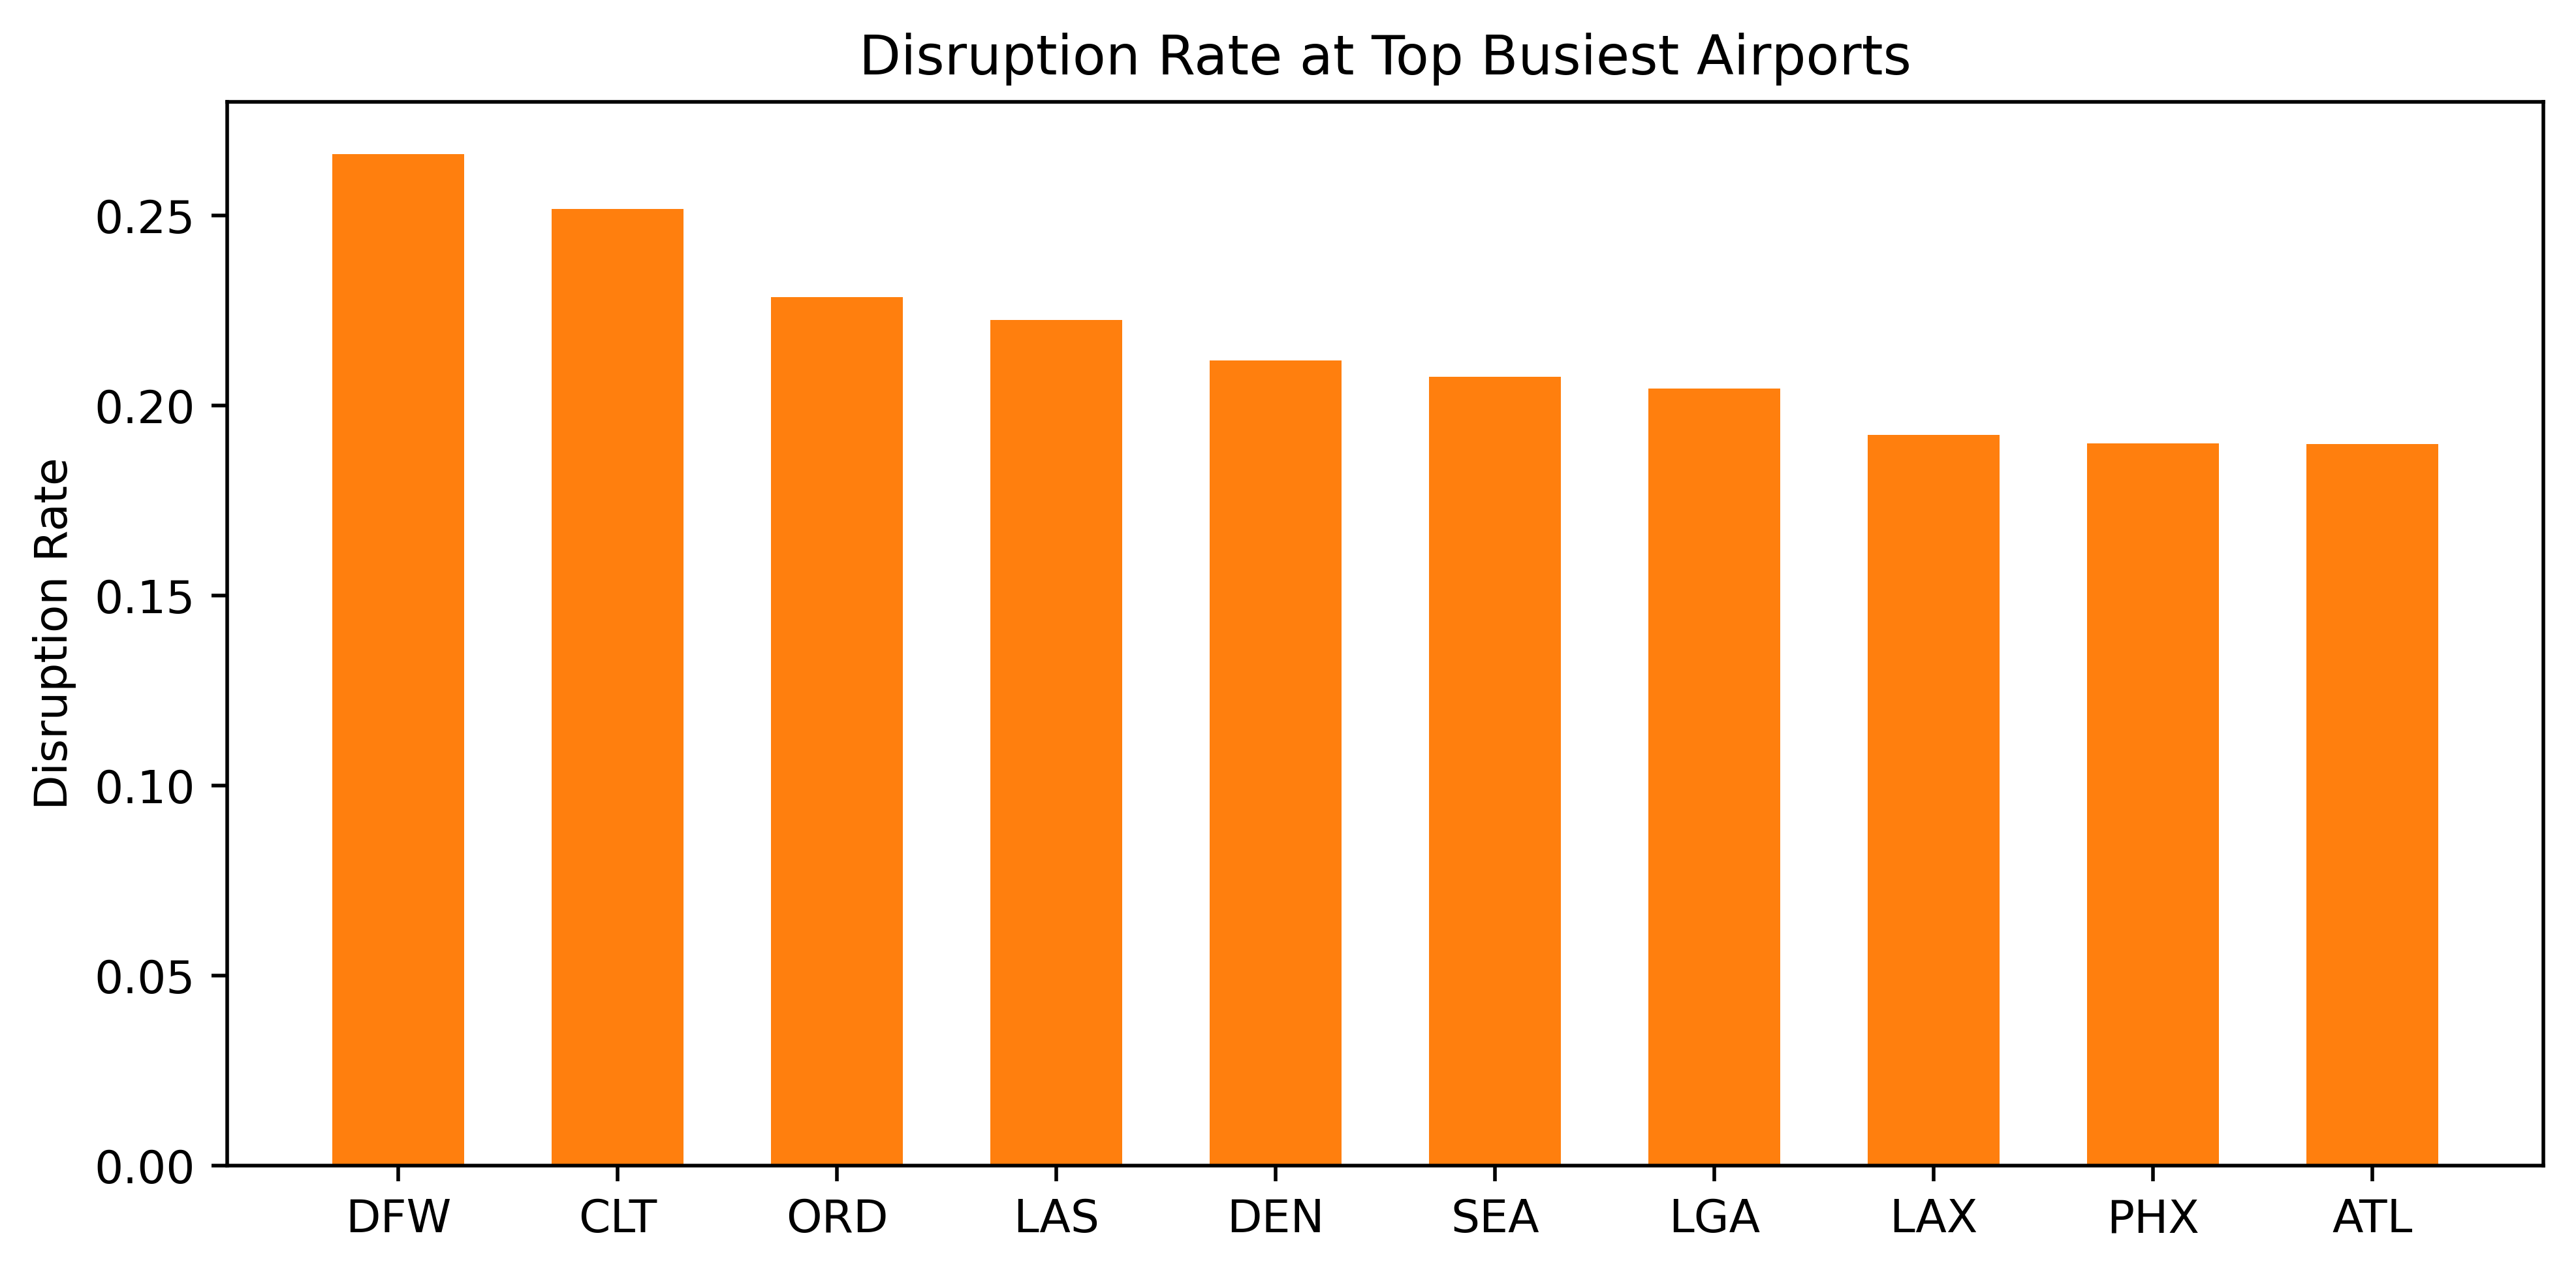 Disruption Rate at Top Busiest Airports
Disruption Rate
0.25
0.20
0.15
0.10
0.05
0.00
DFW CLT ORD LAS DEN SEA LGA LAX PHX ATL